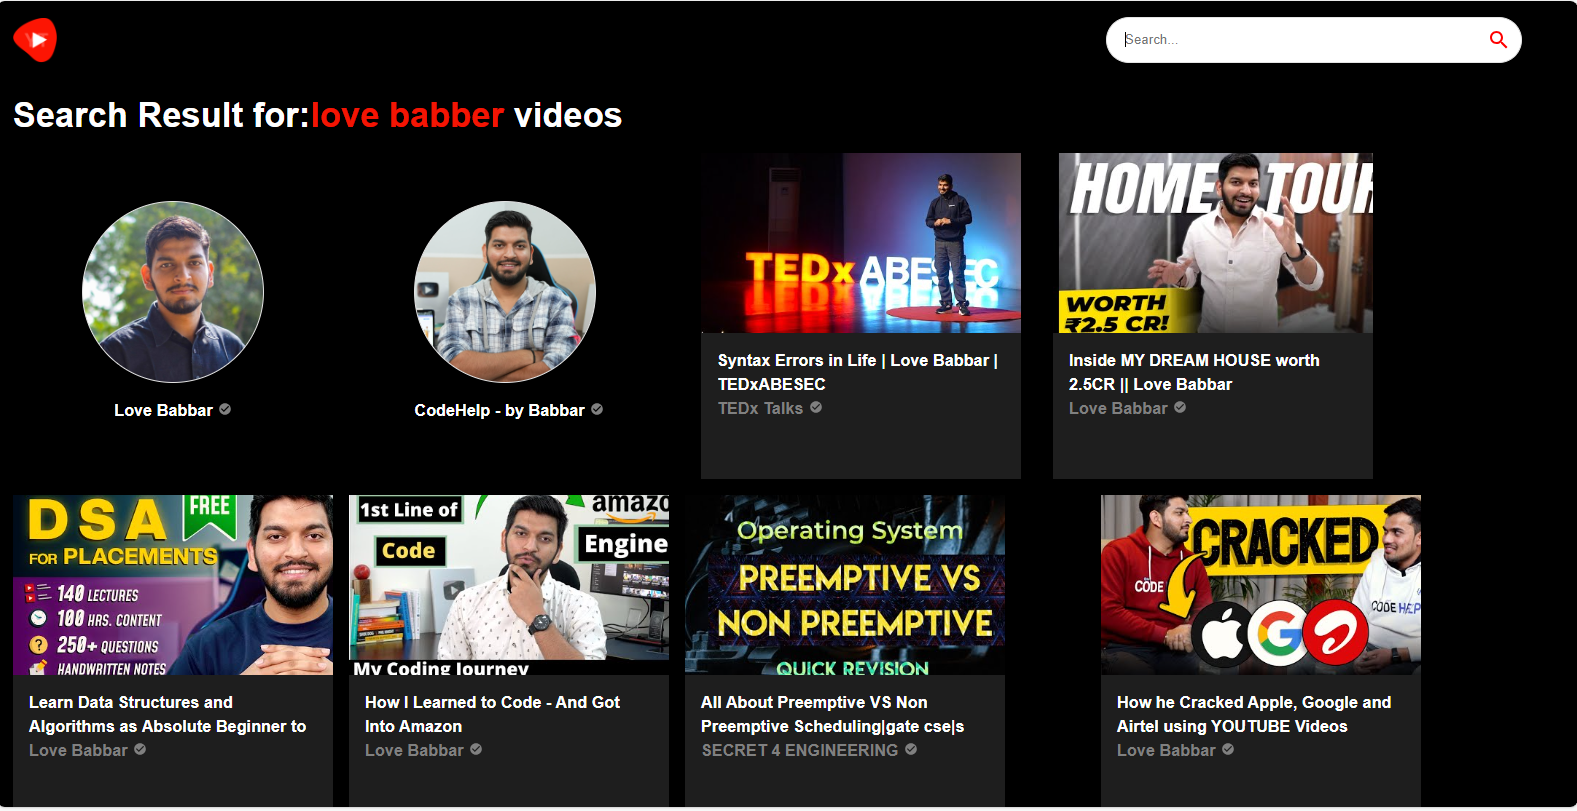 Search...
Search Result for:love babber videos
Love Babbar
CodeHelp - by Babbar
TEDxABESEC
Syntax Errors in Life | Love Babbar |
TEDxABESEC
TEDx Talks
HOME TOUR
WORTH
₹2.5 CR!
Inside MY DREAM HOUSE worth
2.5CR || Love Babbar
Love Babbar
DSA
FREE
FOR PLACEMENTS
140 LECTURES
100 HRS. CONTENT
250+ QUESTIONS
HANDWRITTEN NOTES
Learn Data Structures and
Algorithms as Absolute Beginner to
Love Babbar
1st Line of
Code
amazo
Engine
My Coding Journey
How I Learned to Code - And Got
Into Amazon
Love Babbar
Operating System
PREEMPTIVE VS
NON PREEMPTIVE
QUICK REVISION
All About Preemptive VS Non
Preemptive Scheduling|gate cse|s
SECRET 4 ENGINEERING
CRACKED
CODE
CODE HELP
How he Cracked Apple, Google and
Airtel using YOUTUBE Videos
Love Babbar